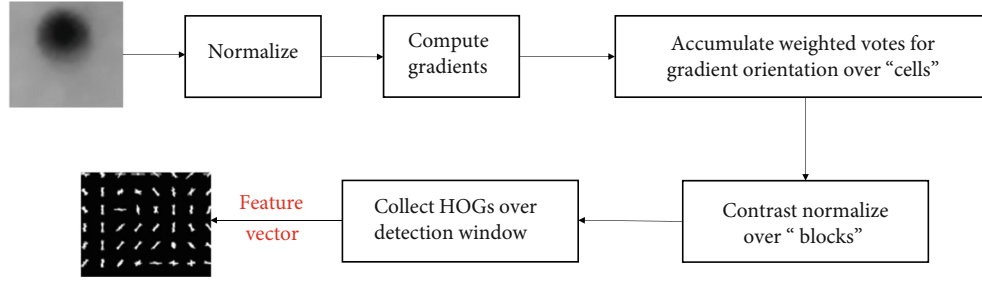 Normalize
Compute
gradients
Accumulate weighted votes for
gradient orientation over “cells”
Contrast normalize
over “ blocks”
Collect HOGs over
detection window
Feature
vector